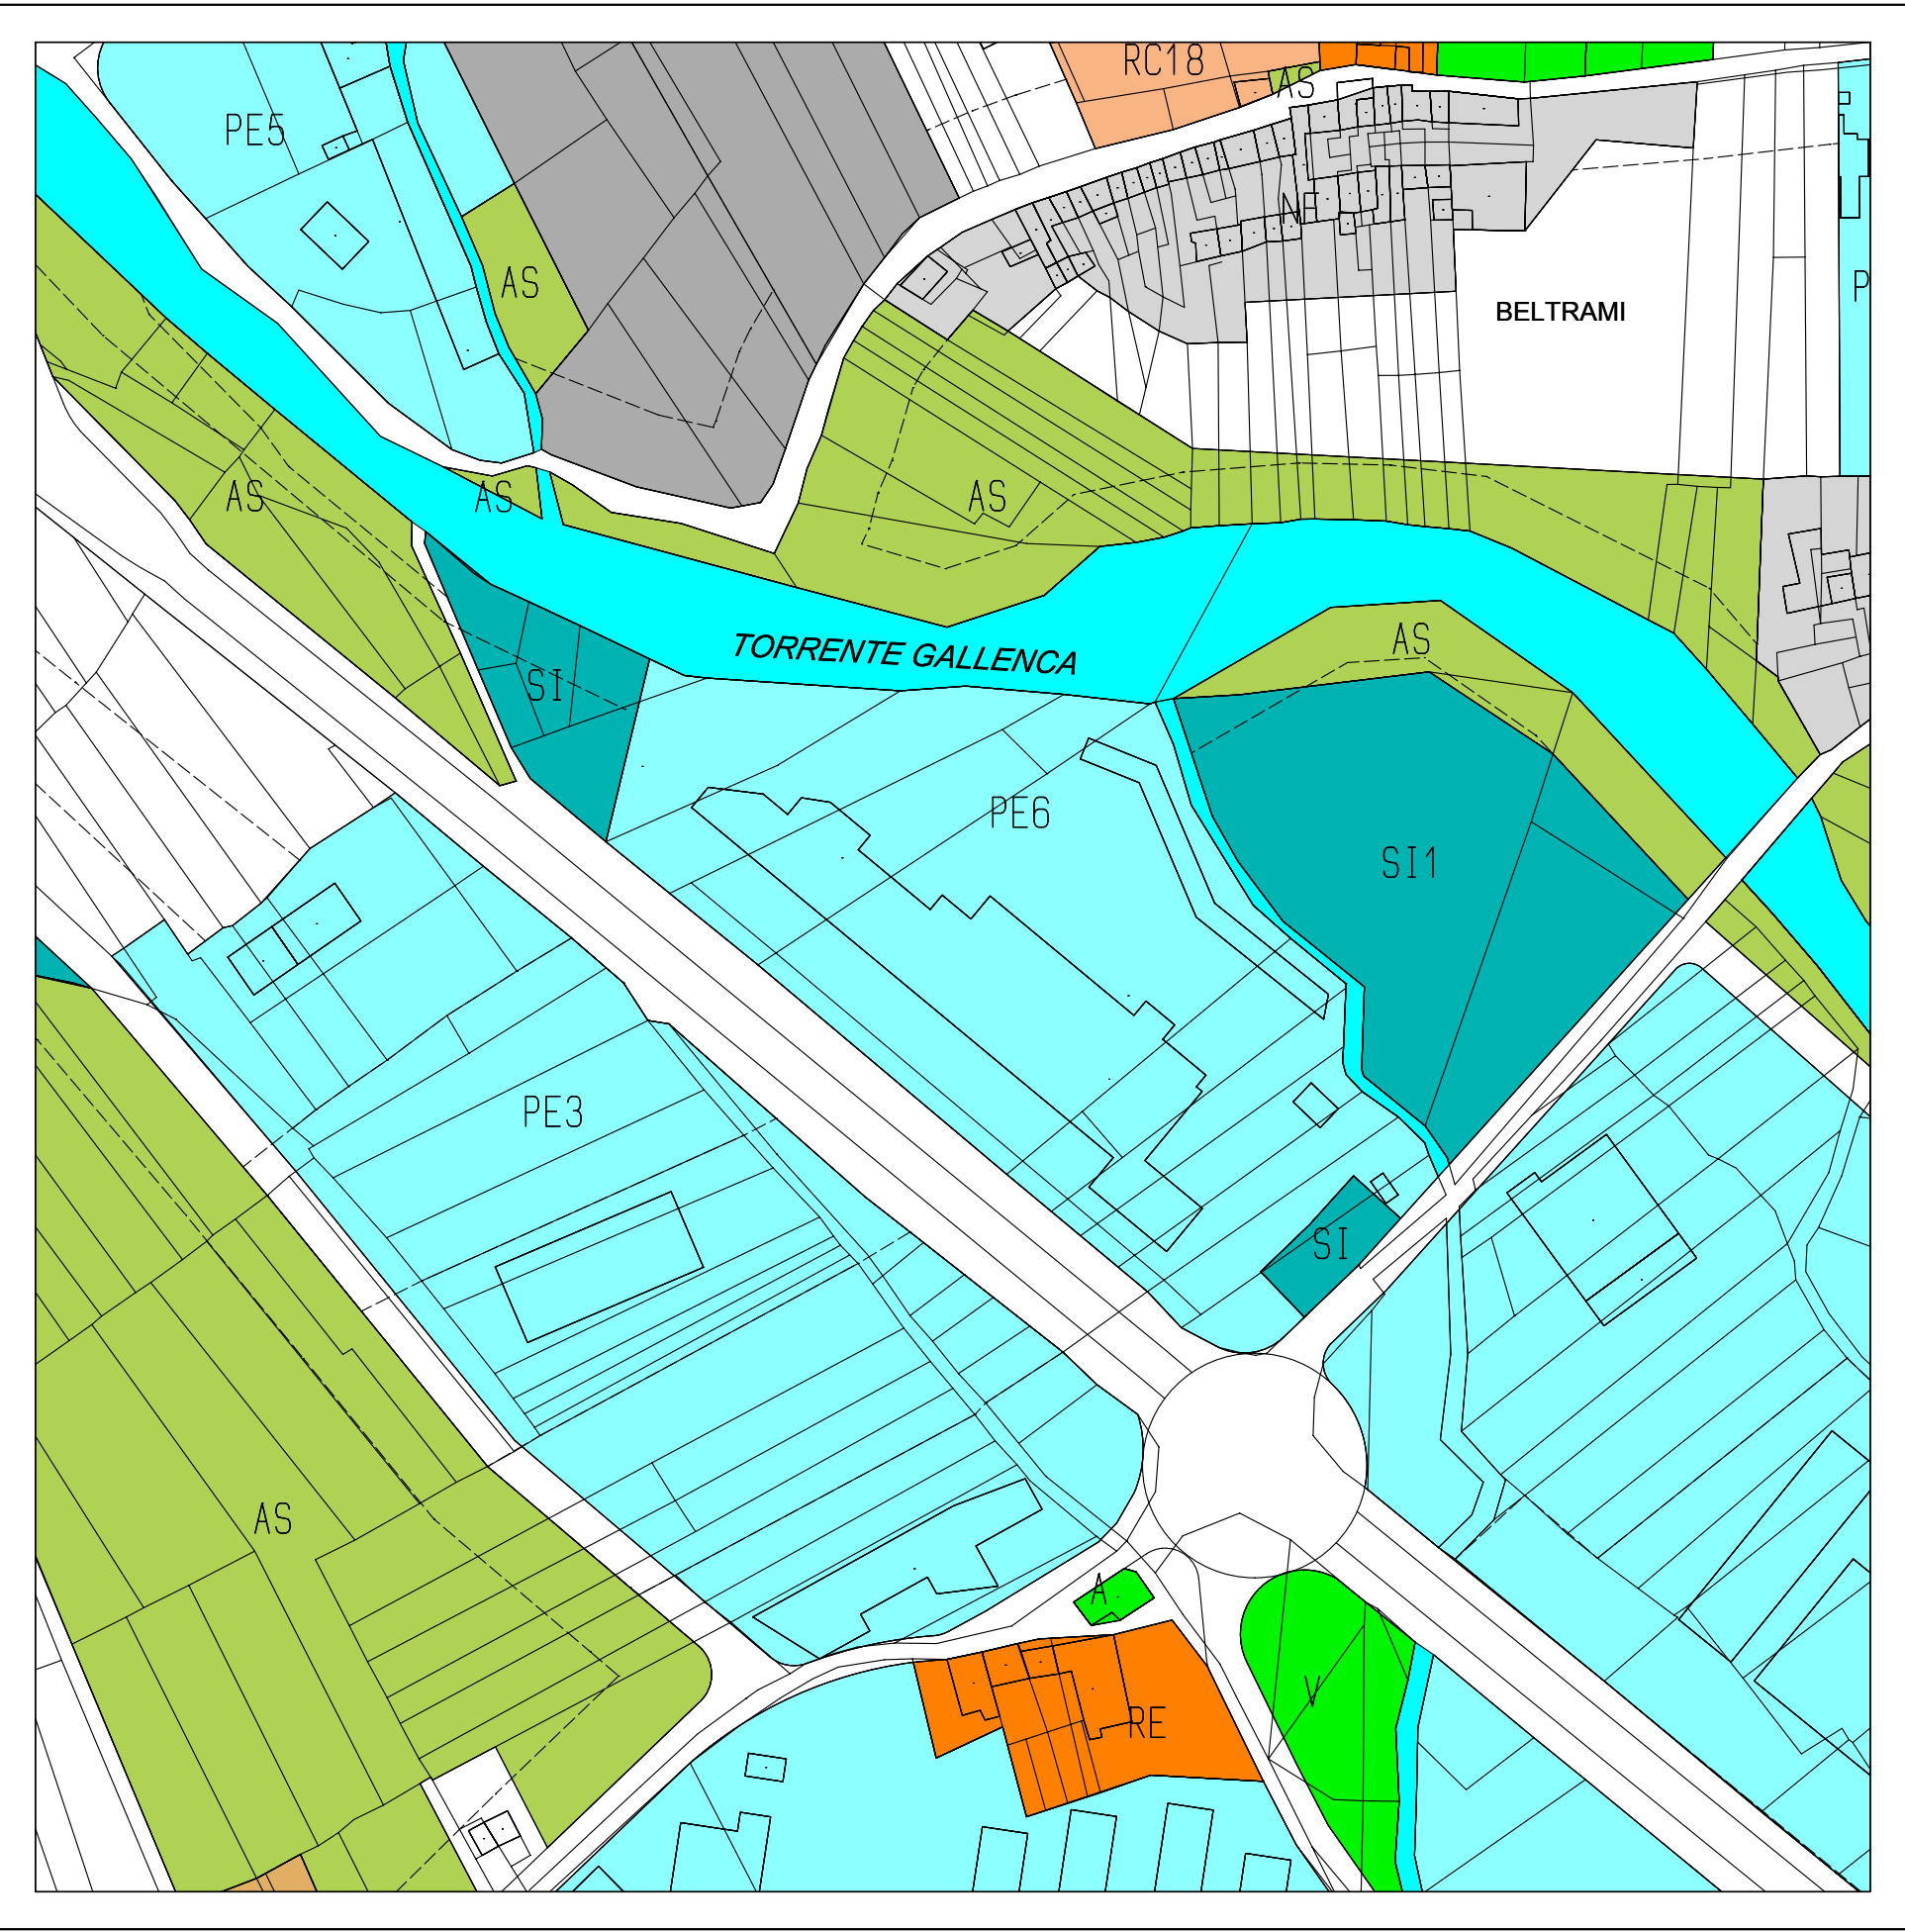 RC18
AS
PE5
NF
AS
P
BELTRAMI
AS
AS
AS
AS
TORRENTE GALLENCA
SI
PE6
SI1
PE3
SI
AS
A
V
RE